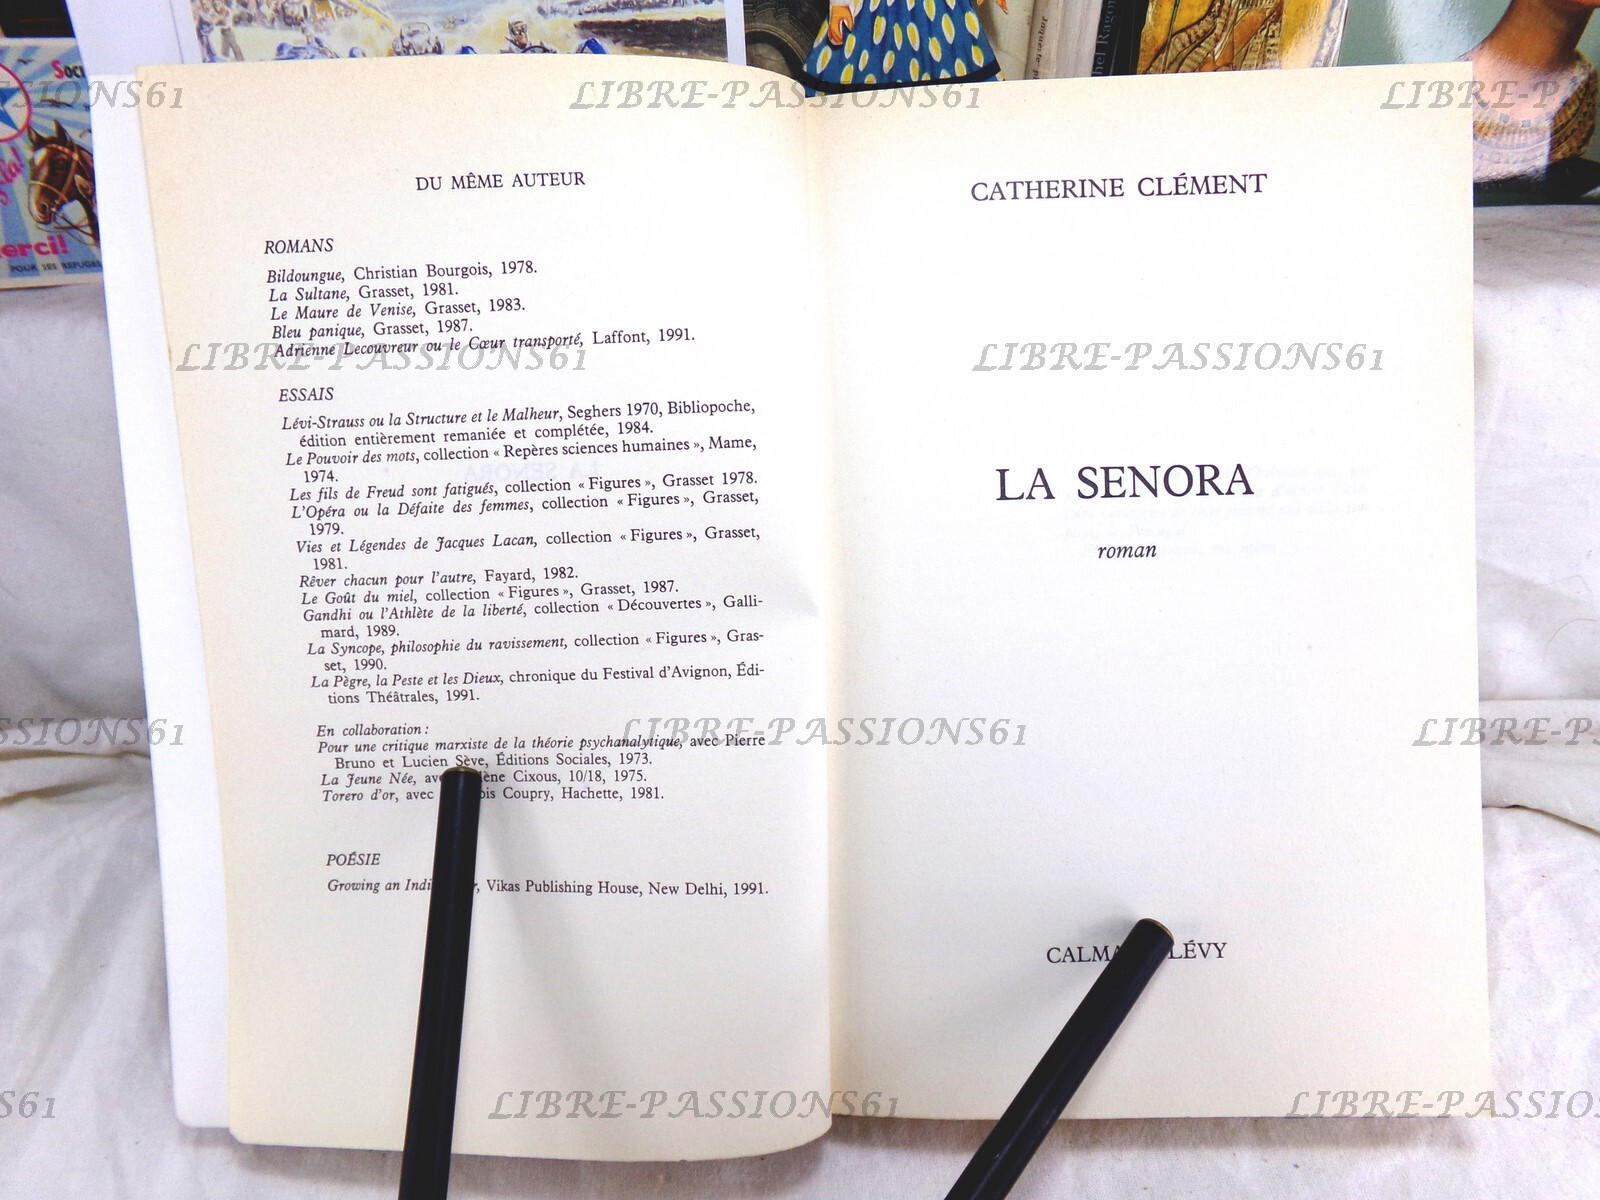 DU MÊME AUTEUR
ROMANS
Bildoungue, Christian Bourgois, 1978.
La Sultane, Grasset, 1981.
Le Maure de Venise, Grasset, 1983.
Bleu panique, Grasset, 1987.
Adrienne Lecouvreur ou le Cœur transporté, Laffont, 1991.
ESSAIS
Lévi-Strauss ou la Structure et le Malheur, Seghers 1970, Bibliopoche,
édition entièrement remaniée et complétée, 1984.
Le Pouvoir des mots, collection « Repères sciences humaines », Mame,
1974.
Les fils de Freud sont fatigués, collection « Figures », Grasset 1978.
L'Opéra ou la Défaite des femmes, collection « Figures », Grasset,
1979.
Vies et Légendes de Jacques Lacan, collection « Figures », Grasset,
1981.
Rêver chacun pour l'autre, Fayard, 1982.
Le Goût du miel, collection « Figures », Grasset, 1987.
Gandhi ou l'Athlète de la liberté, collection « Découvertes », Galli-
mard, 1989.
La Syncope, philosophie du ravissement, collection « Figures », Gras-
set, 1990.
La Pègre, la Peste et les Dieux, chronique du Festival d'Avignon, Édi-
tions Théâtrales, 1991.
En collaboration :
Pour une critique marxiste de la théorie psychanalytique, avec Pierre
Bruno et Lucien Sève, Éditions Sociales, 1973.
La Jeune Née, Cixous, 10/18, 1975.
Torero d'or, avec Coupry, Hachette, 1981.
POÉSIE
Growing an Vikas Publishing House, New Delhi, 1991.
CATHERINE CLÉMENT
LA SENORA
roman
LÉVY
LIBRE-PASSIONS61
LIBRE-PASSIONS61
LIBRE-PASSIONS61
LIBRE-PASSIONS61
LIBRE-PASSIONS61
erci!
POUR SES REFUGES